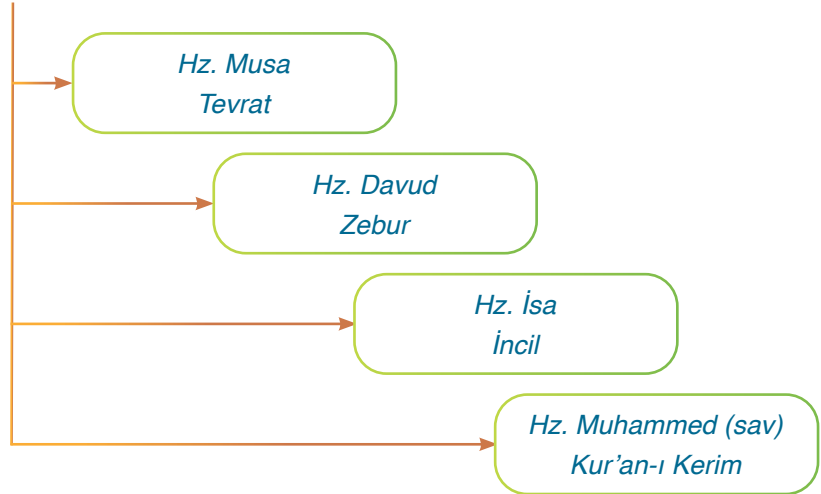 Hz. Musa
Tevrat
Hz. Davud
Zebur
Hz. İsa
İncil
Hz. Muhammed (sav)
Kur’an-ı Kerim